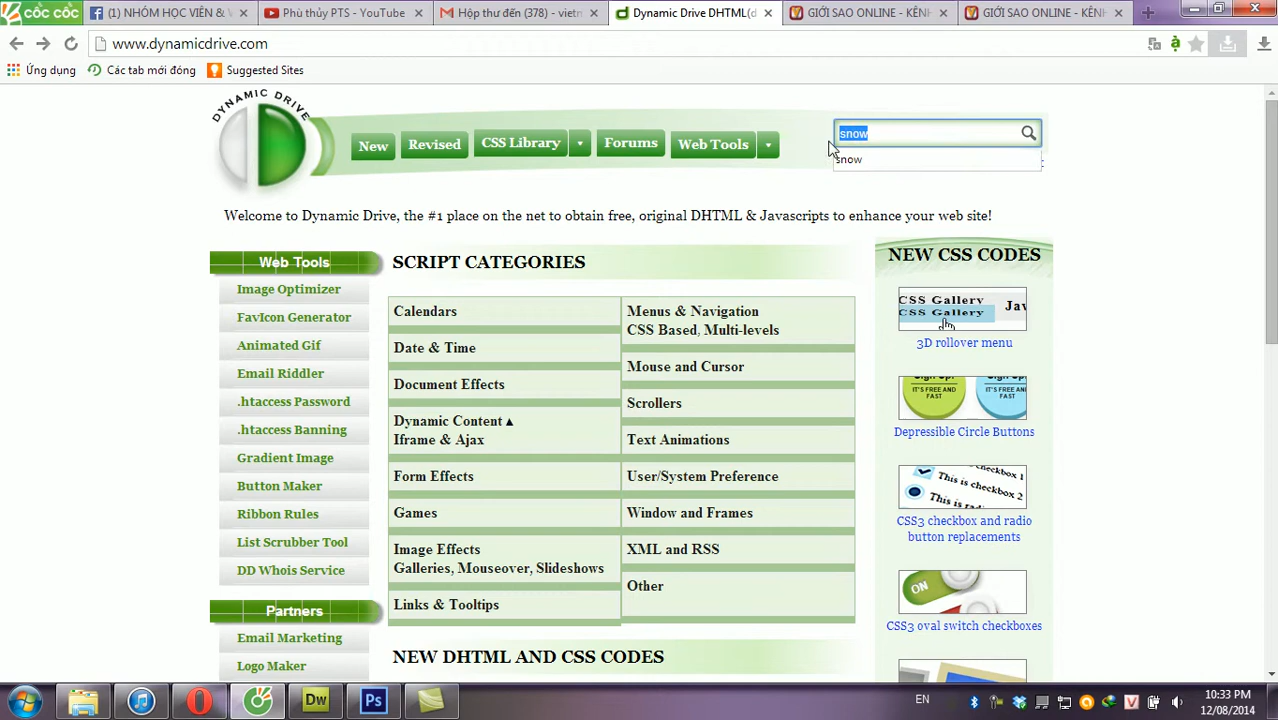 cốc cốc
(1) NHÓM HỌC VIÊN &
Phù thủy PTS - YouTube
Hộp thư đến (378) - vietn
Dynamic Drive DHTML(d
GIỚI SAO ONLINE - KÊNH
GIỚI SAO ONLINE - KÊNH
www.dynamicdrive.com
Ứng dụng
Các tab mới đóng
Suggested Sites
DYNAMIC DRIVE
New
Revised
CSS Library
Forums
Web Tools
snow
snow
Welcome to Dynamic Drive, the #1 place on the net to obtain free, original DHTML & Javascripts to enhance your web site!
Web Tools
Image Optimizer
FavIcon Generator
Animated Gif
Email Riddler
.htaccess Password
.htaccess Banning
Gradient Image
Button Maker
Ribbon Rules
List Scrubber Tool
DD Whois Service
Partners
Email Marketing
Logo Maker
SCRIPT CATEGORIES
Calendars
Date & Time
Document Effects
Dynamic Content ▲
Iframe & Ajax
Form Effects
Games
Image Effects
Galleries, Mouseover, Slideshows
Links & Tooltips
Menus & Navigation
CSS Based, Multi-levels
Mouse and Cursor
Scrollers
Text Animations
User/System Preference
Window and Frames
XML and RSS
Other
NEW DHTML AND CSS CODES
NEW CSS CODES
CSS Gallery
CSS Gallery
Jav
3D rollover menu
Sign Up!
IT'S FREE AND
FAST
IT'S FREE AND
FAST
Depressible Circle Buttons
This is checkbox 1
This is checkbox 2
CSS3 checkbox and radio
button replacements
ON
CSS3 oval switch checkboxes
Dw
Ps
EN
V
10:33 PM
12/08/2014